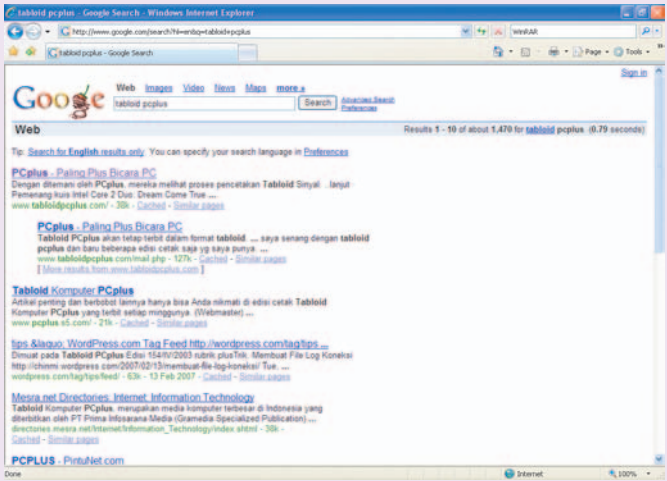 tabloid pcplus - Google Search - Windows Internet Explorer
http://www.google.com/search?hl=en&q=tabloid+pcplus
WinRAR
tabloid pcplus - Google Search
Page
Tools
Sign in
Goo e
Web Images Video News Maps more »
tabloid pcplus
Search
Advanced Search
Preferences
Web
Results 1 - 10 of about 1,470 for tabloid pcplus. (0.79 seconds)
Tip: Search for English results only. You can specify your search language in Preferences
PCplus - Paling Plus Bicara PC
Dengan ditemani oleh PCplus, mereka melihat proses pencetakan Tabloid Sinyal. ...lanjut
Pemenang kuis Intel Core 2 Duo: Dream Come True ...
www.tabloidpcplus.com/ - 38k - Cached - Similar pages
PCplus - Paling Plus Bicara PC
Tabloid PCplus akan tetap terbit dalam format tabloid. ... saya senang dengan tabloid
pcplus dan baru beberapa edisi cetak saja yg saya punya. ...
www.tabloidpcplus.com/mail.php - 127k - Cached - Similar pages
[ More results from www.tabloidpcplus.com ]
Tabloid Komputer PCplus
Artikel penting dan berbobot lainnya hanya bisa Anda nikmati di edisi cetak Tabloid
Komputer PCplus yang terbit setiap minggunya. (Webmaster) ...
www.pcplus.e5.com/ - 21k - Cached - Similar pages
tips &laquo; WordPress.com Tag Feed http://wordpress.com/tag/tips ...
Dimuat pada Tabloid PCplus Edisi 154/IV/2003 rubrik plusTrik. Membuat File Log Koneksi
http://chinmi.wordpress.com/2007/02/13/membuat-file-log-koneksi/ Tue, ...
wordpress.com/tag/tips/feed/ - 63k - 13 Feb 2007 - Cached - Similar pages
Mesra.net Directories: Internet: Information Technology
Tabloid Komputer PCplus, merupakan media komputer terbesar di Indonesia yang
diterbitkan oleh PT Prima Infosarana Media (Gramedia Specialized Publication) ...
directories.mesra.net/Internet/Information_Technology/index.shtml - 38k -
Cached - Similar pages
PCPLUS - PintuNet.com
Done
Internet
100%